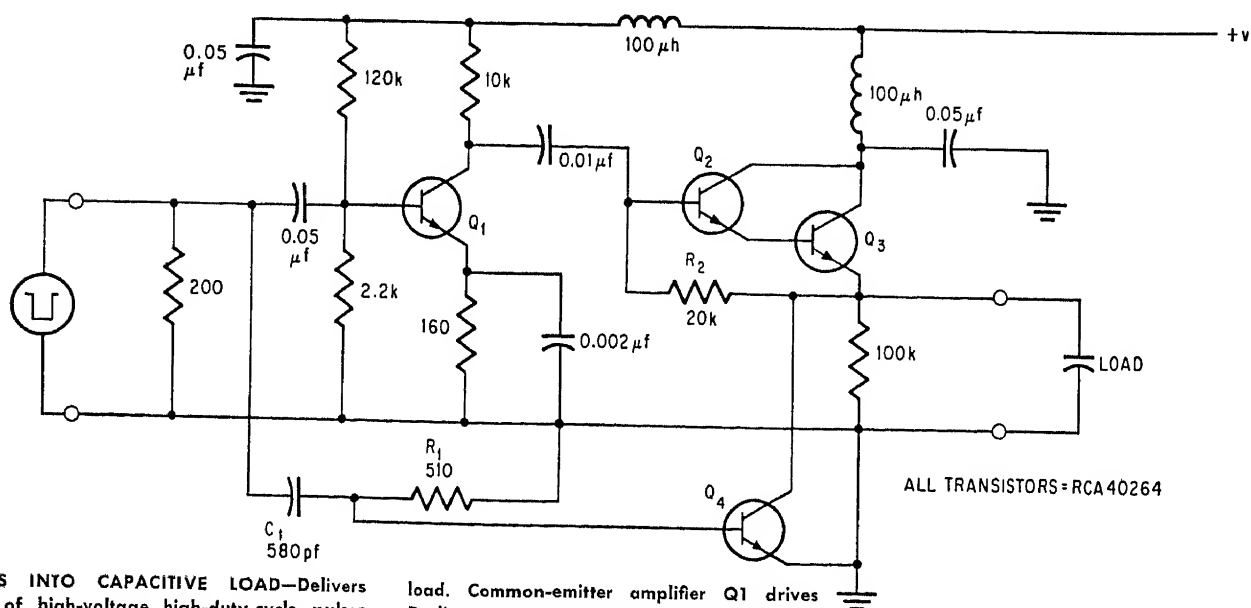 100μh
+v
0.05
μf
120k
10k
100μh
0.05μf
0.01μf
Q2
Q1
Q3
0.05
μf
200
2.2k
R2
20k
160
0.002μf
100k
LOAD
R1
510
ALL TRANSISTORS=RCA40264
Q4
C1
580pf
S INTO CAPACITIVE LOAD—Delivers
load. Common-emitter amplifier Q1 drives
of high-voltage high-duty-cycle